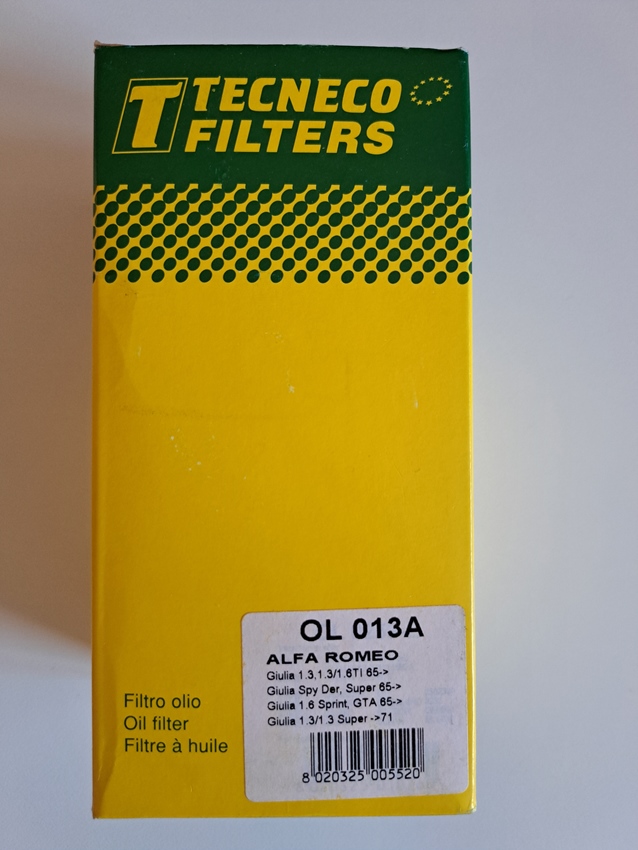 T TECNECO
FILTERS
OL 013A
ALFA ROMEO
Giulia 1.3,1.3/1.6TI 65->
Giulia Spy Der, Super 65->
Giulia 1.6 Sprint, GTA 65->
Giulia 1.3/1.3 Super ->71
8 020325 005520
Filtro olio
Oil filter
Filtre à huile